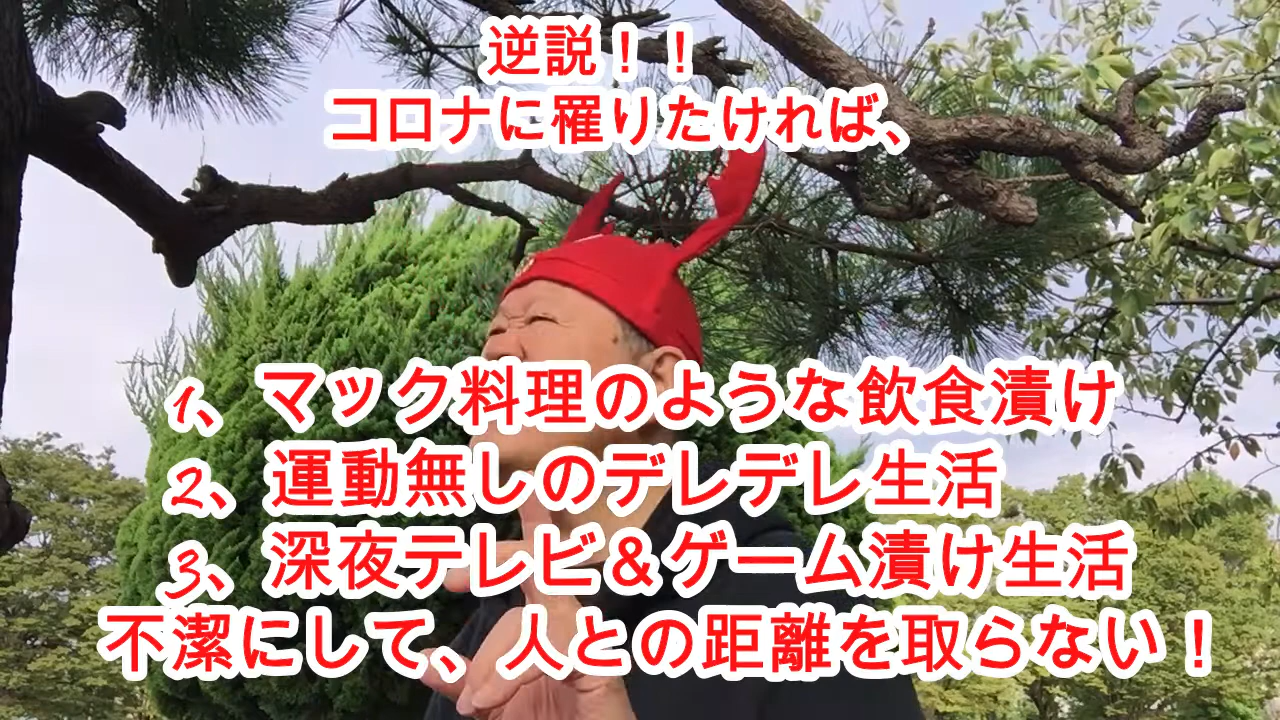 逆説！！
コロナに罹りたければ、
1、マック料理のような飲食漬け
2、運動無しのデレデレ生活
3、深夜テレビ＆ゲーム漬け生活
不潔にして、人との距離を取らない！